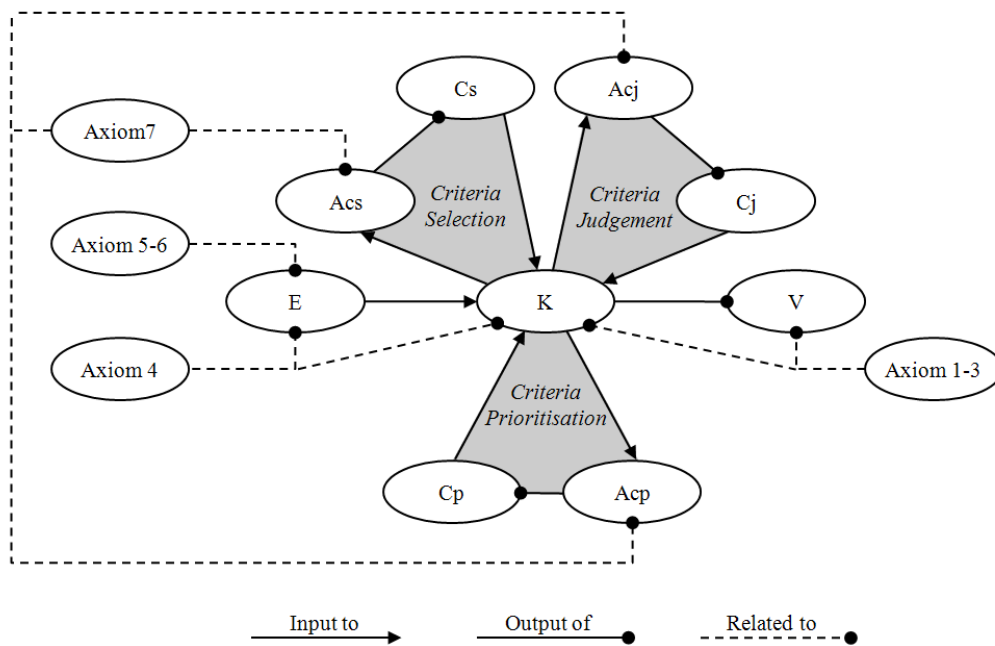 Cs
Acj
Axiom7
Acs
Criteria
Selection
Criteria
Judgement
Cj
Axiom 5-6
E
K
V
Axiom 4
Axiom 1-3
Criteria
Prioritisation
Cp
Acp
Input to
Output of
Related to